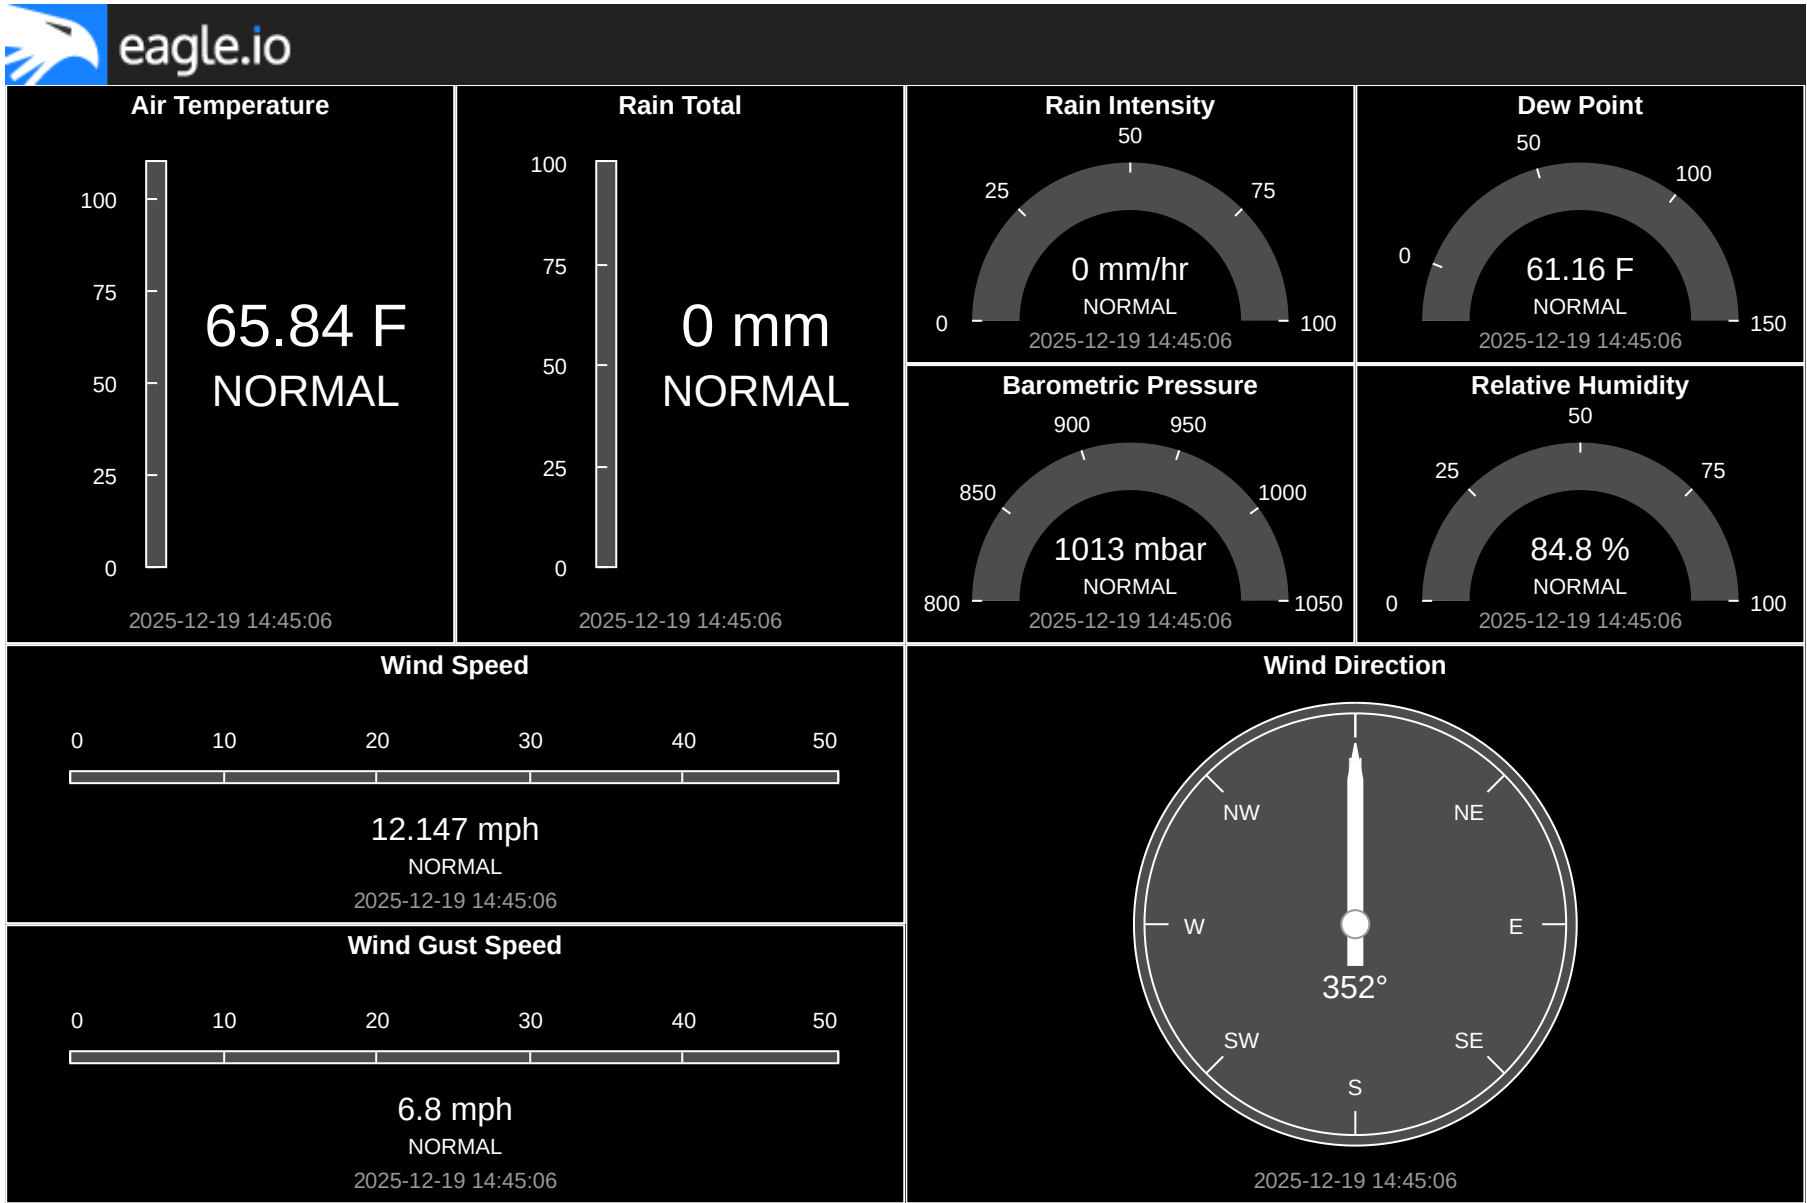 eagle.io
Air Temperature
100
75
50
25
0
65.84 F
NORMAL
2025-12-19 14:45:06
Rain Total
100
75
50
25
0
0 mm
NORMAL
2025-12-19 14:45:06
Rain Intensity
50
25
75
0
100
0 mm/hr
NORMAL
2025-12-19 14:45:06
Dew Point
50
100
0
150
61.16 F
NORMAL
2025-12-19 14:45:06
Barometric Pressure
900
950
850
1000
800
1050
1013 mbar
NORMAL
2025-12-19 14:45:06
Relative Humidity
50
25
75
0
100
84.8 %
NORMAL
2025-12-19 14:45:06
Wind Speed
0 10 20 30 40 50
12.147 mph
NORMAL
2025-12-19 14:45:06
Wind Gust Speed
0 10 20 30 40 50
6.8 mph
NORMAL
2025-12-19 14:45:06
Wind Direction
NW NE
W E
352°
SW SE
S
2025-12-19 14:45:06